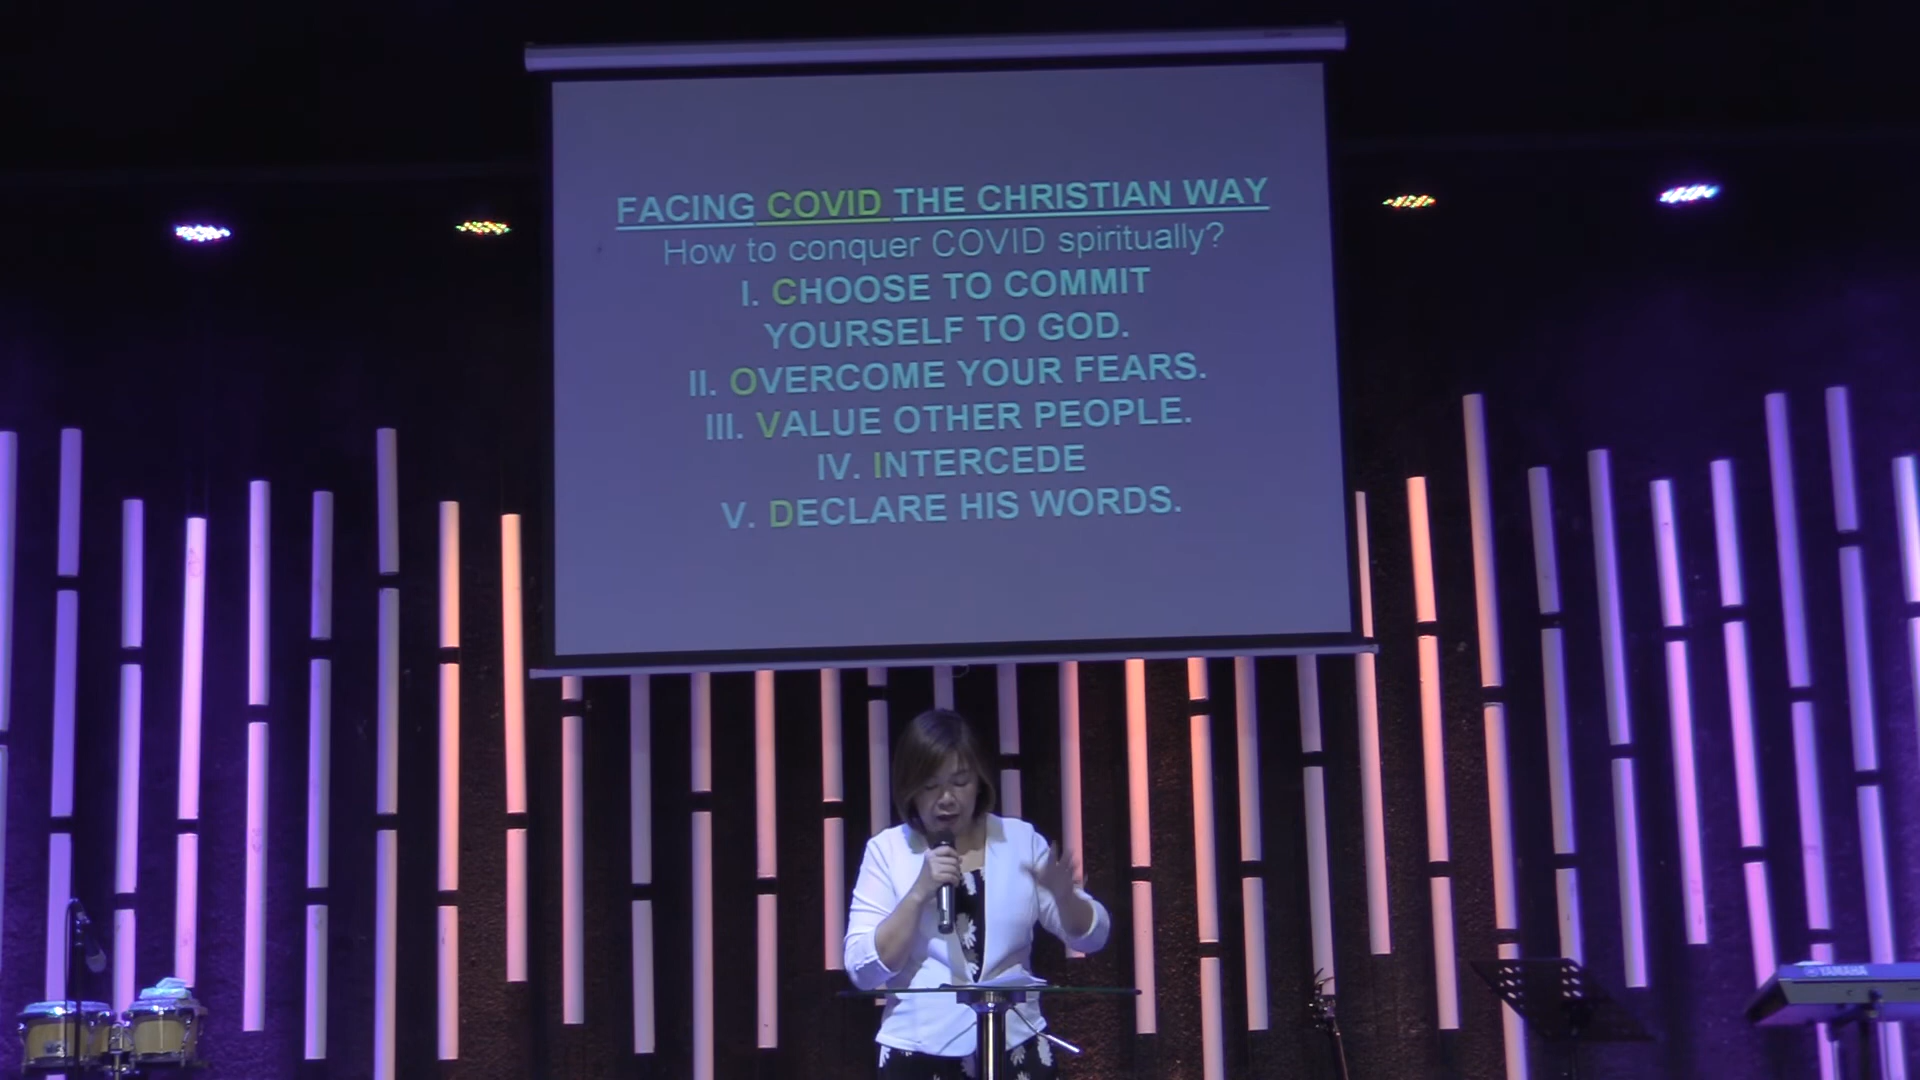 FACING COVID THE CHRISTIAN WAY
How to conquer COVID spiritually?
I. CHOOSE TO COMMIT
YOURSELF TO GOD.
II. OVERCOME YOUR FEARS.
III. VALUE OTHER PEOPLE.
IV. INTERCEDE
V. DECLARE HIS WORDS.
YAMAHA